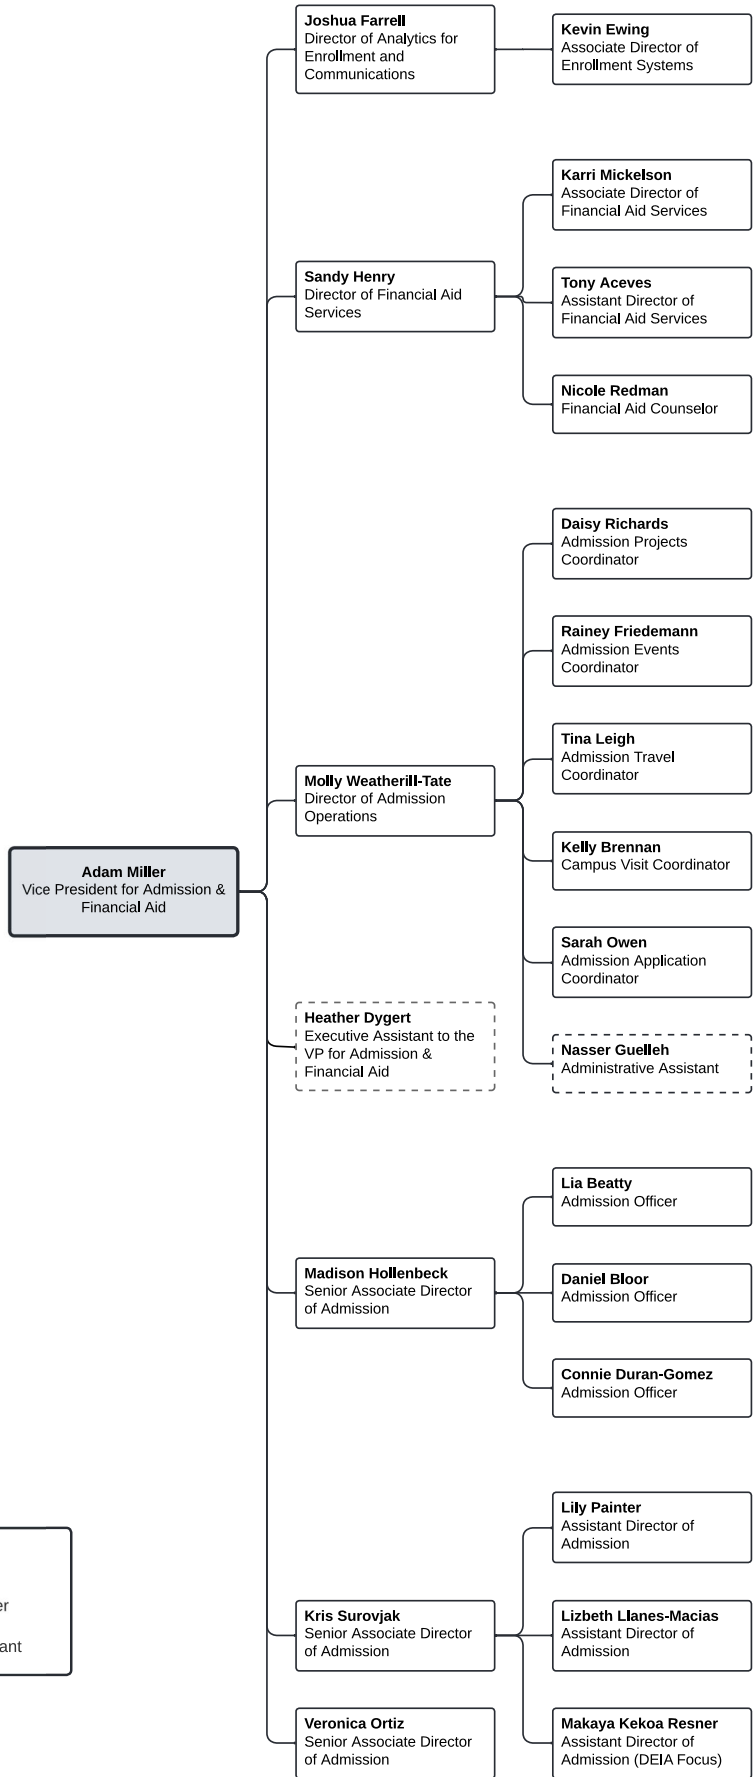 Joshua Farrell
Director of Analytics for
Enrollment and
Communications
Kevin Ewing
Associate Director of
Enrollment Systems
Karri Mickelson
Associate Director of
Financial Aid Services
Sandy Henry
Director of Financial Aid
Services
Tony Aceves
Assistant Director of
Financial Aid Services
Nicole Redman
Financial Aid Counselor
Daisy Richards
Admission Projects
Coordinator
Rainey Friedemann
Admission Events
Coordinator
Tina Leigh
Admission Travel
Coordinator
Molly Weatherill-Tate
Director of Admission
Operations
Kelly Brennan
Campus Visit Coordinator
Adam Miller
Vice President for Admission &
Financial Aid
Sarah Owen
Admission Application
Coordinator
Heather Dygert
Executive Assistant to the
VP for Admission &
Financial Aid
Nasser Guelleh
Administrative Assistant
Lia Beatty
Admission Officer
Madison Hollenbeck
Senior Associate Director
of Admission
Daniel Bloor
Admission Officer
Connie Duran-Gomez
Admission Officer
Lily Painter
Assistant Director of
Admission
er
ant
Kris Surovjak
Senior Associate Director
of Admission
Lizbeth Llanes-Macias
Assistant Director of
Admission
Veronica Ortiz
Senior Associate Director
of Admission
Makaya Kekoa Resner
Assistant Director of
Admission (DEIA Focus)